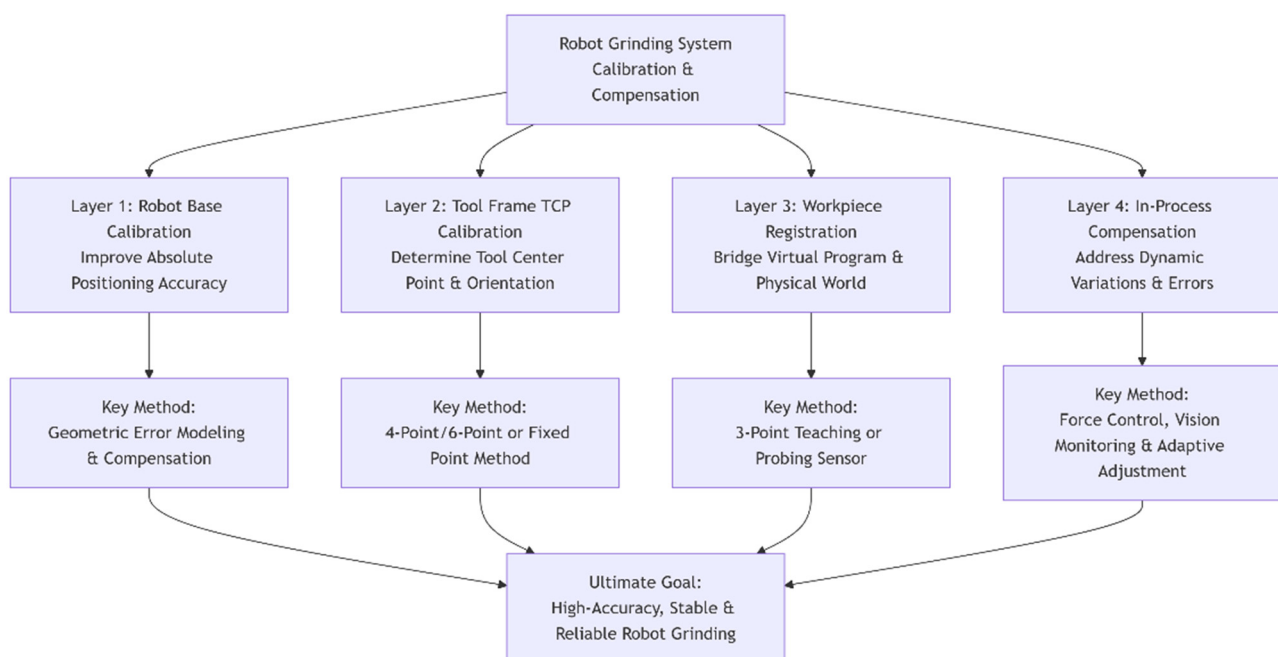 Robot Grinding System
Calibration &
Compensation
Layer 1: Robot Base
Calibration
Improve Absolute
Positioning Accuracy
Layer 2: Tool Frame TCP
Calibration
Determine Tool Center
Point & Orientation
Layer 3: Workpiece
Registration
Bridge Virtual Program &
Physical World
Layer 4: In-Process
Compensation
Address Dynamic
Variations & Errors
Key Method:
Geometric Error Modeling
& Compensation
Key Method:
4-Point/6-Point or Fixed
Point Method
Key Method:
3-Point Teaching or
Probing Sensor
Key Method:
Force Control, Vision
Monitoring & Adaptive
Adjustment
Ultimate Goal:
High-Accuracy, Stable &
Reliable Robot Grinding